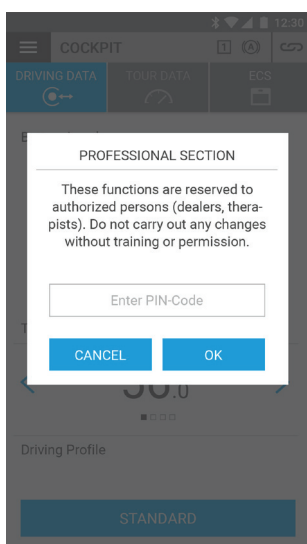 12:30
COCKPIT
1
A
DRIVING DATA
TOUR DATA
ECS
PROFESSIONAL SECTION
These functions are reserved to
authorized persons (dealers, thera-
pists). Do not carry out any changes
without training or permission.
Enter PIN-Code
CANCEL
OK
.0
Driving Profile
STANDARD